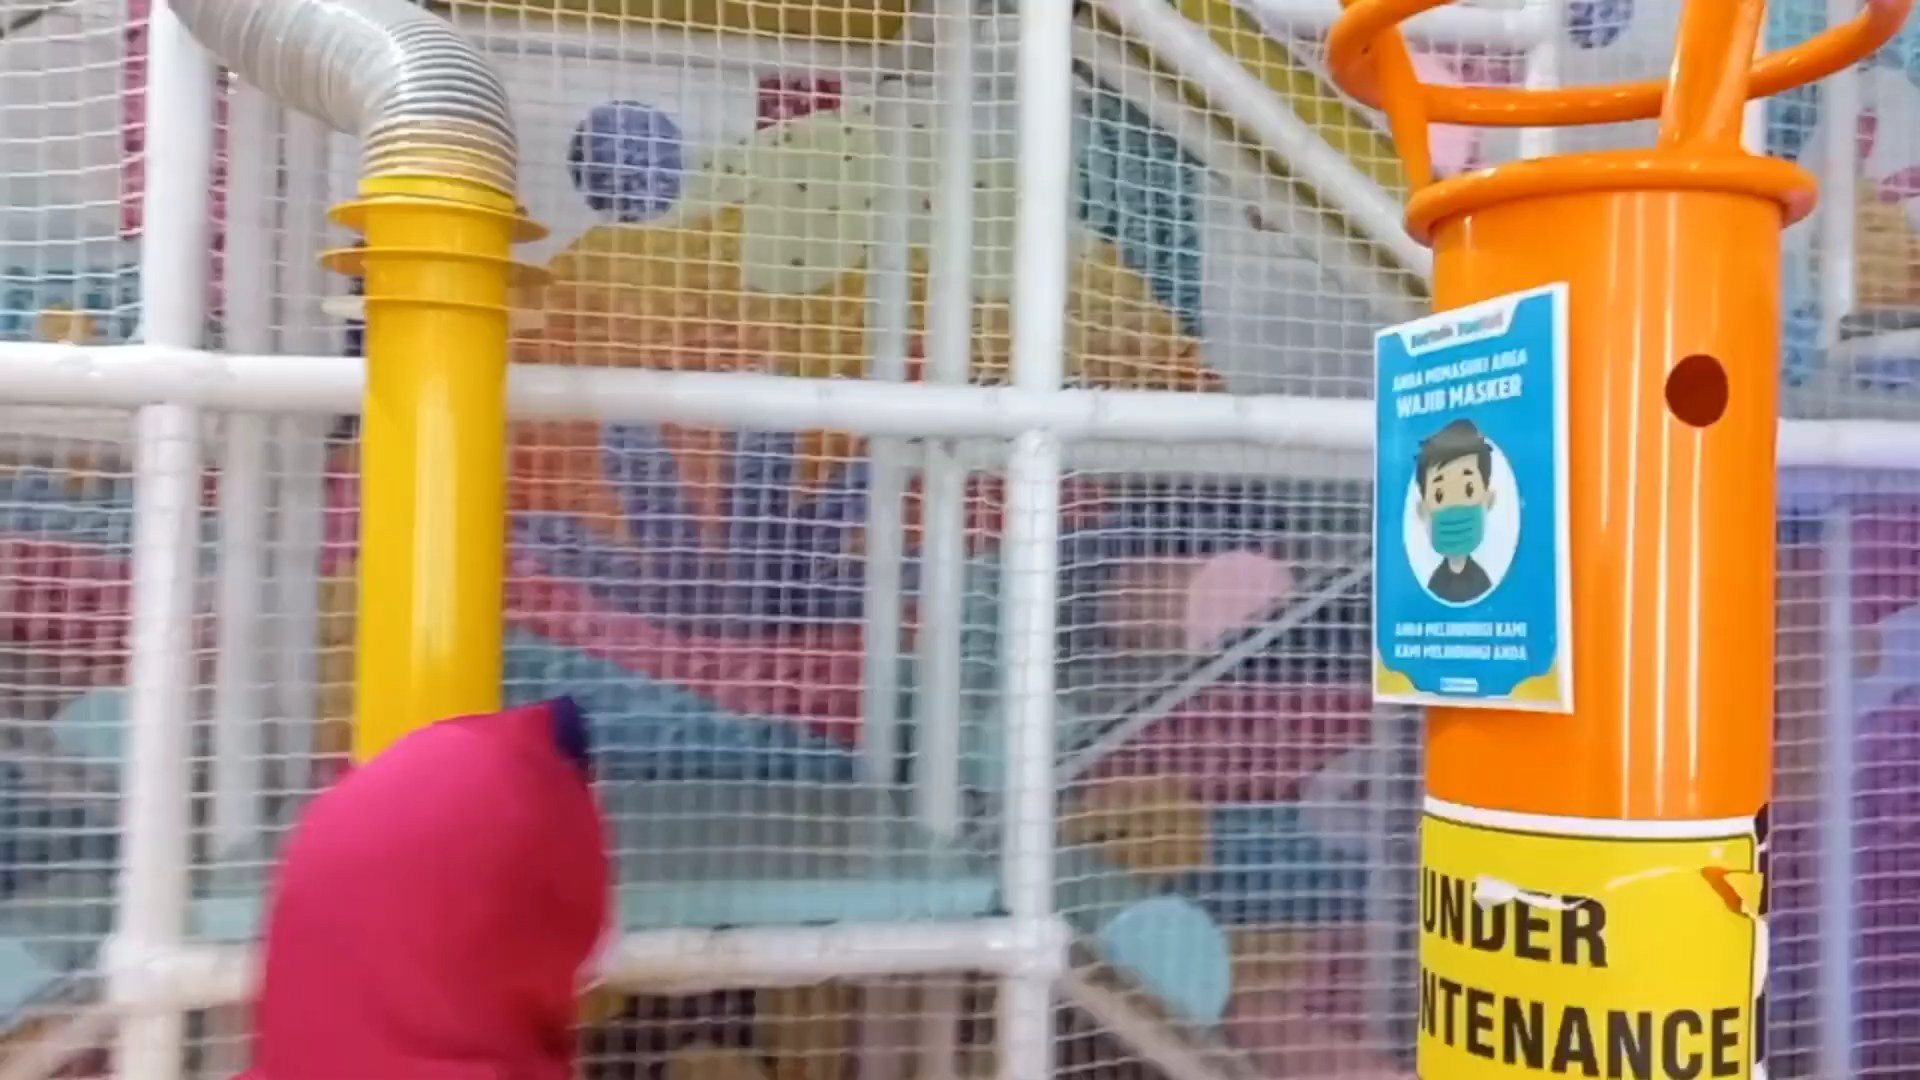 ANDA MEMASUKI AREA
WAJIB MASKER
ANDA MELINDUNGI KAMI
KAMI MELINDUNGI ANDA
UNDER
NTENANCE